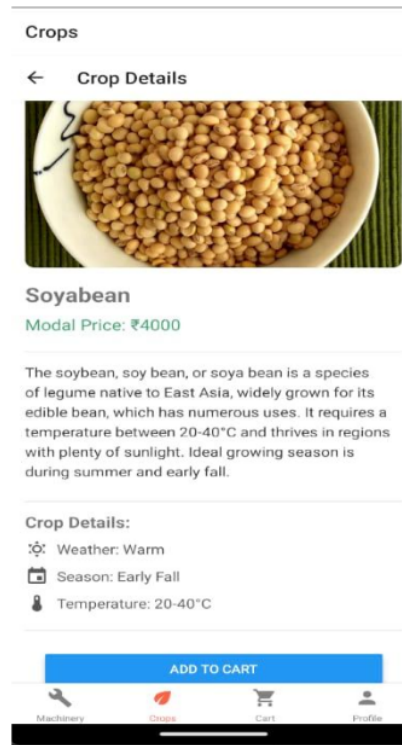 Crops
← Crop Details
Soyabean
Modal Price: ₹4000
The soybean, soy bean, or soya bean is a species
of legume native to East Asia, widely grown for its
edible bean, which has numerous uses. It requires a
temperature between 20-40°C and thrives in regions
with plenty of sunlight. Ideal growing season is
during summer and early fall.
Crop Details:
Weather: Warm
Season: Early Fall
Temperature: 20-40°C
ADD TO CART
Machinery Crops Cart Profile